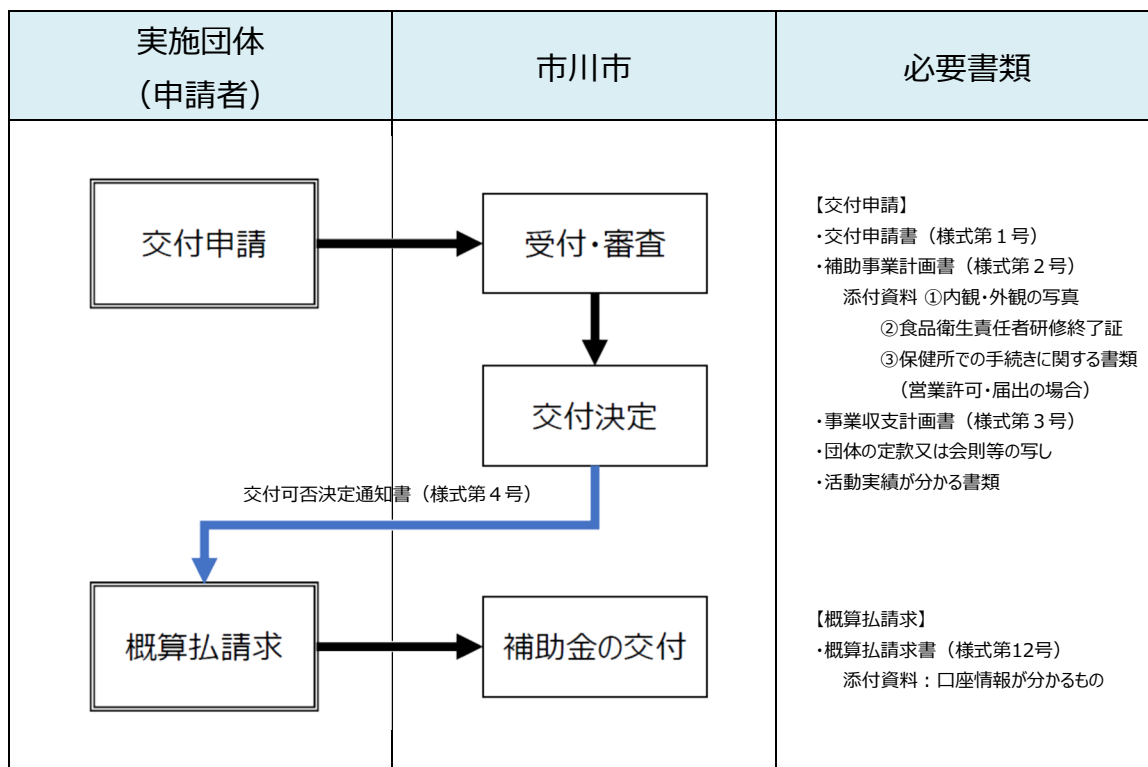 実施団体
（申請者）
市川市
必要書類
交付申請
受付・審査
交付決定
交付可否決定通知書（様式第４号）
概算払請求
補助金の交付
【交付申請】
・交付申請書（様式第１号）
・補助事業計画書（様式第２号）
添付資料 ①内観・外観の写真
②食品衛生責任者研修終了証
③保健所での手続きに関する書類
（営業許可・届出の場合）
・事業収支計画書（様式第３号）
・団体の定款又は会則等の写し
・活動実績が分かる書類
【概算払請求】
・概算払請求書（様式第12号）
添付資料：口座情報が分かるもの